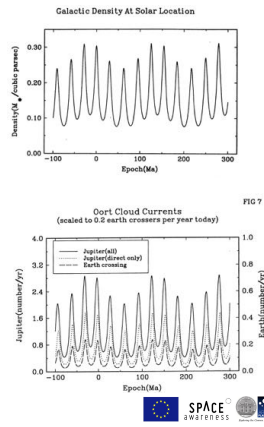 Galactic Density At Solar Location
Density(M⊙/cubic parsec)
0.30
0.20
0.10
0.00
-100
0
100
200
300
Epoch(Ma)
FIG 7
Oort Cloud Currents
(scaled to 0.2 earth crossers per year today)
Jupiter(all)
Jupiter(direct only)
Earth crossing
Jupiter(number/yr)
4.0
3.2
2.4
1.6
0.8
0.0
1.0
0.8
0.6
0.4
0.2
0.0
Earth(number/yr)
-100
0
100
200
300
Epoch(Ma)
SPACE
awareness